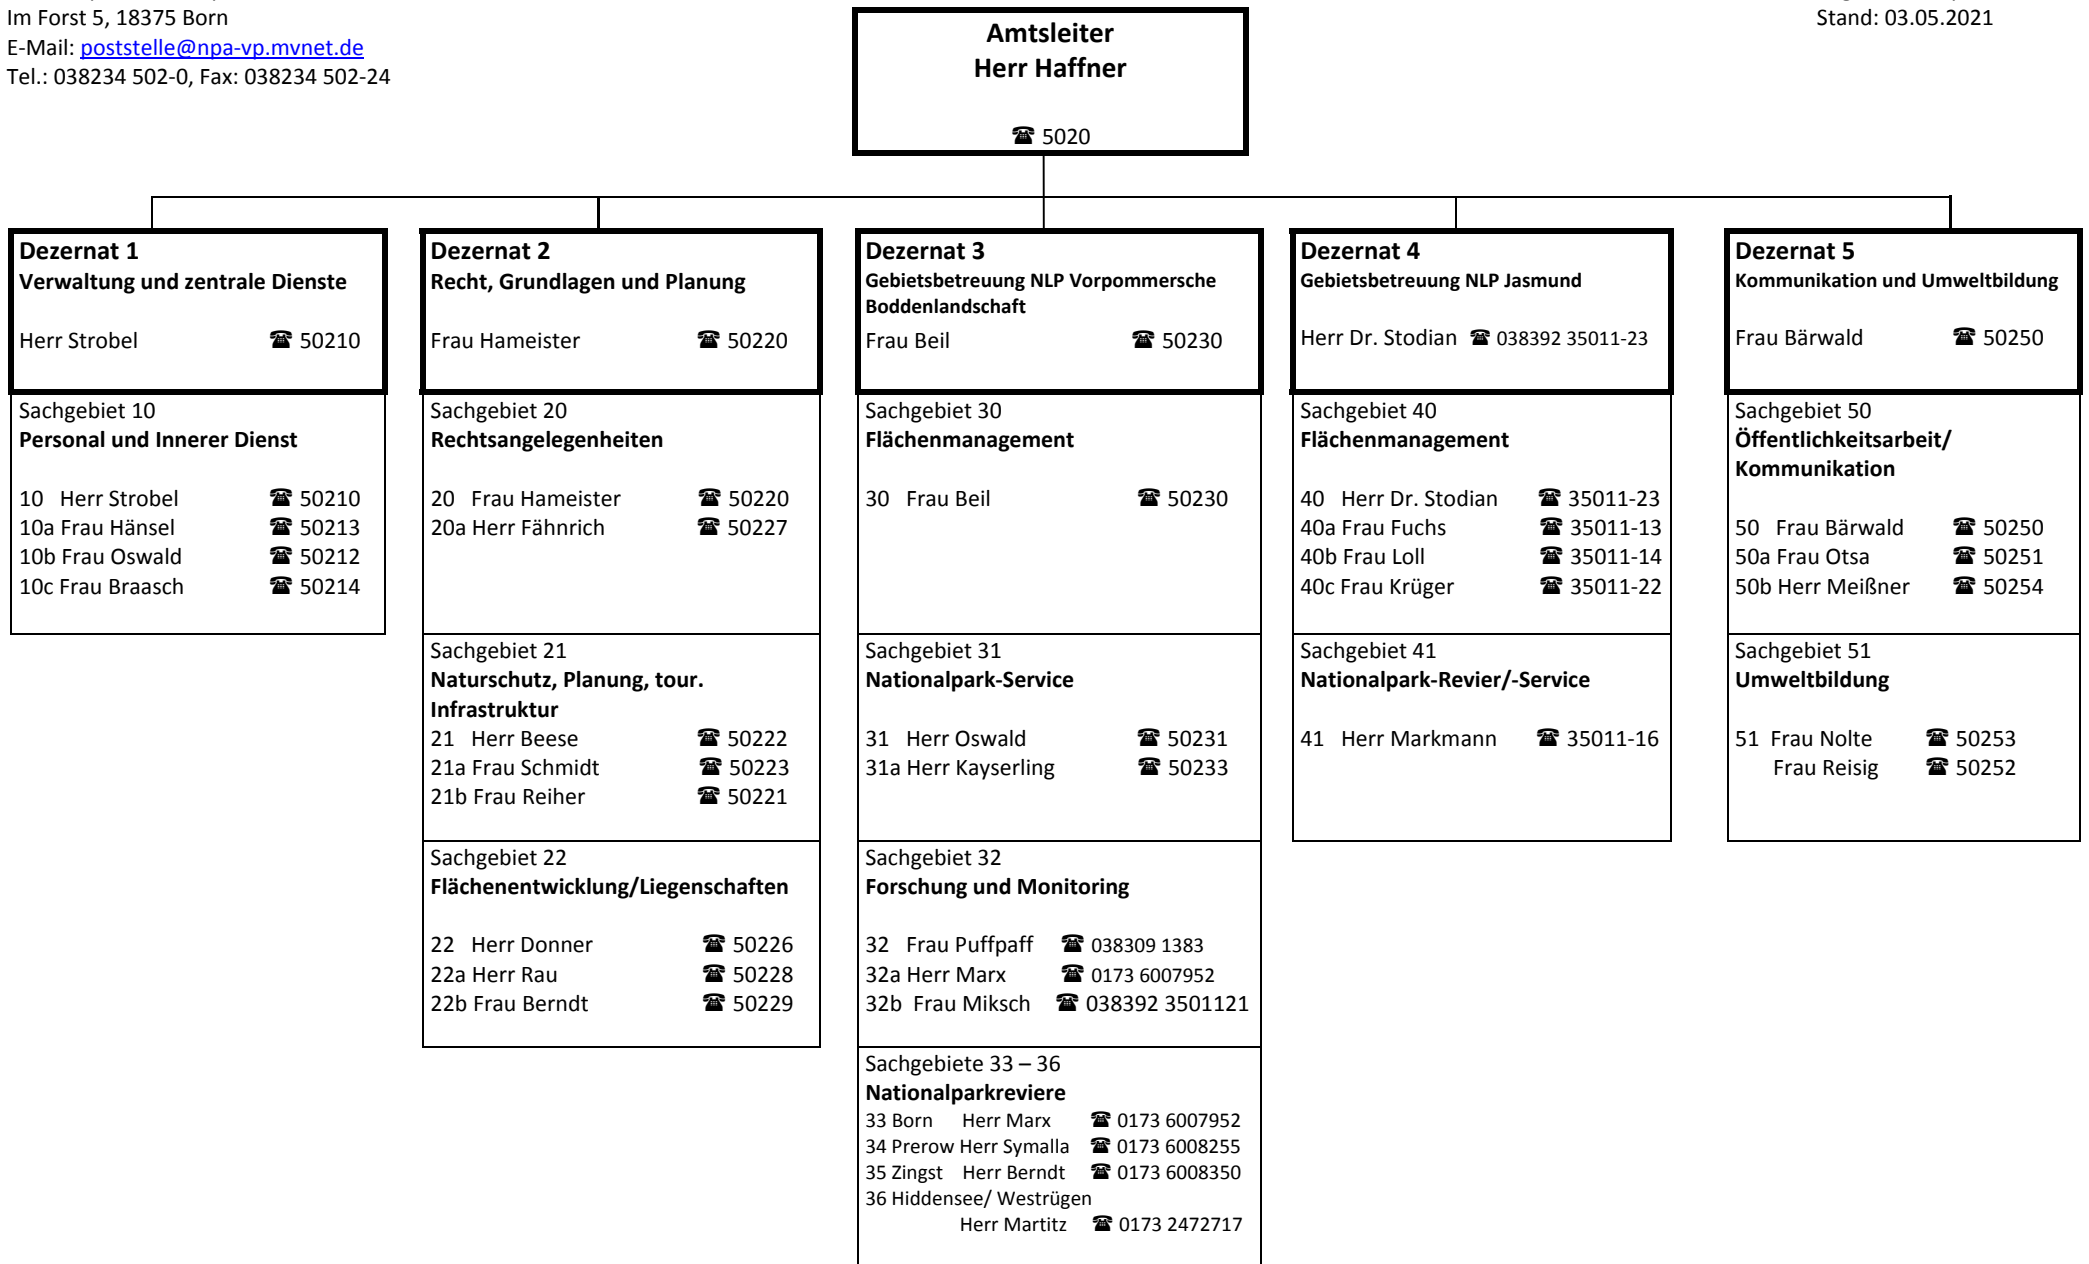 Im Forst 5, 18375 Born
E-Mail: poststelle@npa-vp.mvnet.de
Tel.: 038234 502-0, Fax: 038234 502-24
Stand: 03.05.2021
Amtsleiter
Herr Haffner
☎ 5020
Dezernat 1
Verwaltung und zentrale Dienste
Herr Strobel ☎ 50210
Sachgebiet 10
Personal und Innerer Dienst
10 Herr Strobel ☎ 50210
10a Frau Hänsel ☎ 50213
10b Frau Oswald ☎ 50212
10c Frau Braasch ☎ 50214
Dezernat 2
Recht, Grundlagen und Planung
Frau Hameister ☎ 50220
Sachgebiet 20
Rechtsangelegenheiten
20 Frau Hameister ☎ 50220
20a Herr Fähnrich ☎ 50227
Sachgebiet 21
Naturschutz, Planung, tour.
Infrastruktur
21 Herr Beese ☎ 50222
21a Frau Schmidt ☎ 50223
21b Frau Reiher ☎ 50221
Sachgebiet 22
Flächenentwicklung/Liegenschaften
22 Herr Donner ☎ 50226
22a Herr Rau ☎ 50228
22b Frau Berndt ☎ 50229
Dezernat 3
Gebietsbetreuung NLP Vorpommersche
Boddenlandschaft
Frau Beil ☎ 50230
Sachgebiet 30
Flächenmanagement
30 Frau Beil ☎ 50230
Sachgebiet 31
Nationalpark-Service
31 Herr Oswald ☎ 50231
31a Herr Kayserling ☎ 50233
Sachgebiet 32
Forschung und Monitoring
32 Frau Puffpaff ☎ 038309 1383
32a Herr Marx ☎ 0173 6007952
32b Frau Miksch ☎ 038392 3501121
Sachgebiete 33 – 36
Nationalparkreviere
33 Born Herr Marx ☎ 0173 6007952
34 Prerow Herr Symalla ☎ 0173 6008255
35 Zingst Herr Berndt ☎ 0173 6008350
36 Hiddensee/ Westrügen
Herr Martitz ☎ 0173 2472717
Dezernat 4
Gebietsbetreuung NLP Jasmund
Herr Dr. Stodian ☎ 038392 35011-23
Sachgebiet 40
Flächenmanagement
40 Herr Dr. Stodian ☎ 35011-23
40a Frau Fuchs ☎ 35011-13
40b Frau Loll ☎ 35011-14
40c Frau Krüger ☎ 35011-22
Sachgebiet 41
Nationalpark-Revier/-Service
41 Herr Markmann ☎ 35011-16
Dezernat 5
Kommunikation und Umweltbildung
Frau Bärwald ☎ 50250
Sachgebiet 50
Öffentlichkeitsarbeit/
Kommunikation
50 Frau Bärwald ☎ 50250
50a Frau Otsa ☎ 50251
50b Herr Meißner ☎ 50254
Sachgebiet 51
Umweltbildung
51 Frau Nolte ☎ 50253
Frau Reisig ☎ 50252